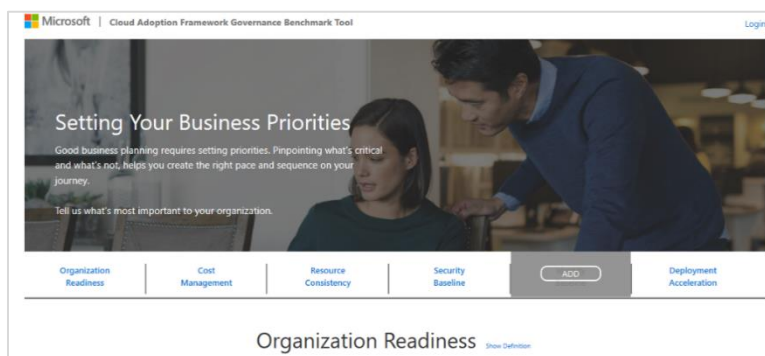 Microsoft | Cloud Adoption Framework Governance Benchmark Tool
Login
Setting Your Business Priorities
Good business planning requires setting priorities. Pinpointing what's critical
and what's not, helps you create the right pace and sequence on your
journey.
Tell us what's most important to your organization.
Organization
Readiness
Cost
Management
Resource
Consistency
Security
Baseline
ADD
Deployment
Acceleration
Organization Readiness Show Definition